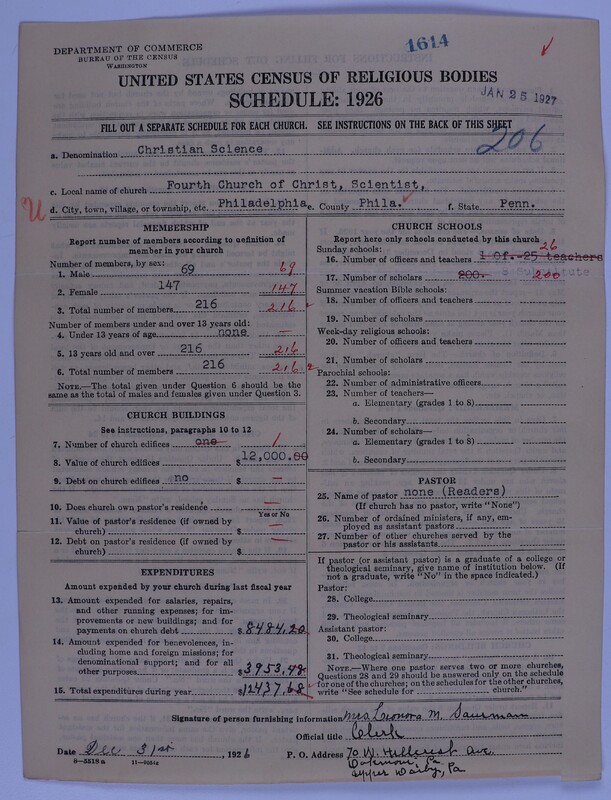 DEPARTMENT OF COMMERCE
BUREAU OF THE CENSUS
WASHINGTON
1614
UNITED STATES CENSUS OF RELIGIOUS BODIES
SCHEDULE: 1926
JAN 25 1927
FILL OUT A SEPARATE SCHEDULE FOR EACH CHURCH. SEE INSTRUCTIONS ON THE BACK OF THIS SHEET
206
a. Denomination Christian Science
c. Local name of church Fourth Church of Christ, Scientist,
d. City, town, village, or township, etc. Philadelphia e. County Phila. f. State Penn.
MEMBERSHIP
Report number of members according to definition of
member in your church
Number of members, by sex:
1. Male 69 69
2. Female 147 147
3. Total number of members 216 216
Number of members under and over 13 years old:
4. Under 13 years of age none —
5. 13 years old and over 216 216
6. Total number of members 216 216
NOTE.—The total given under Question 6 should be
the same as the total of males and females given under Question 3.
CHURCH BUILDINGS
See instructions, paragraphs 10 to 12
7. Number of church edifices one 1
8. Value of church edifices $12,000.00
9. Debt on church edifices no $ —
10. Does church own pastor's residence —
Yes or No
11. Value of pastor's residence (if owned by
church) $ —
12. Debt on pastor's residence (if owned by
church) $ —
EXPENDITURES
Amount expended by your church during last fiscal year
13. Amount expended for salaries, repairs,
and other running expenses; for im-
provements or new buildings; and for
payments on church debt $8484.20
14. Amount expended for benevolences, in-
cluding home and foreign missions; for
denominational support; and for all
other purposes $3953.48
15. Total expenditures during year $12437.68
CHURCH SCHOOLS
Report here only schools conducted by this church
Sunday schools: 26
16. Number of officers and teachers 1 Of.-25 teachers
17. Number of scholars 200. 200
Summer vacation Bible schools:
18. Number of officers and teachers
19. Number of scholars
Week-day religious schools:
20. Number of officers and teachers
21. Number of scholars
Parochial schools:
22. Number of administrative officers
23. Number of teachers—
a. Elementary (grades 1 to 8)
b. Secondary
24. Number of scholars—
a. Elementary (grades 1 to 8)
b. Secondary
PASTOR
25. Name of pastor none (Readers)
(If church has no pastor, write "None")
26. Number of ordained ministers, if any, em-
ployed as assistant pastors
27. Number of other churches served by the
pastor or his assistants
If pastor (or assistant pastor) is a graduate of a college or
theological seminary, give name of institution below. (If
not a graduate, write "No" in the space indicated.)
Pastor:
28. College
29. Theological seminary
Assistant pastor:
30. College
31. Theological seminary
NOTE.—Where one pastor serves two or more churches,
Questions 28 and 29 should be answered only on the schedule
for one of the churches; on the schedules for the other churches,
write "See schedule for church."
Signature of person furnishing information Mrs Leonora M. Saurman
Official title Clerk
Date Dec 31st, 1926 P. O. Address 70 W. Hillcrest Ave.
Upper Darby, Pa
8—5518 a